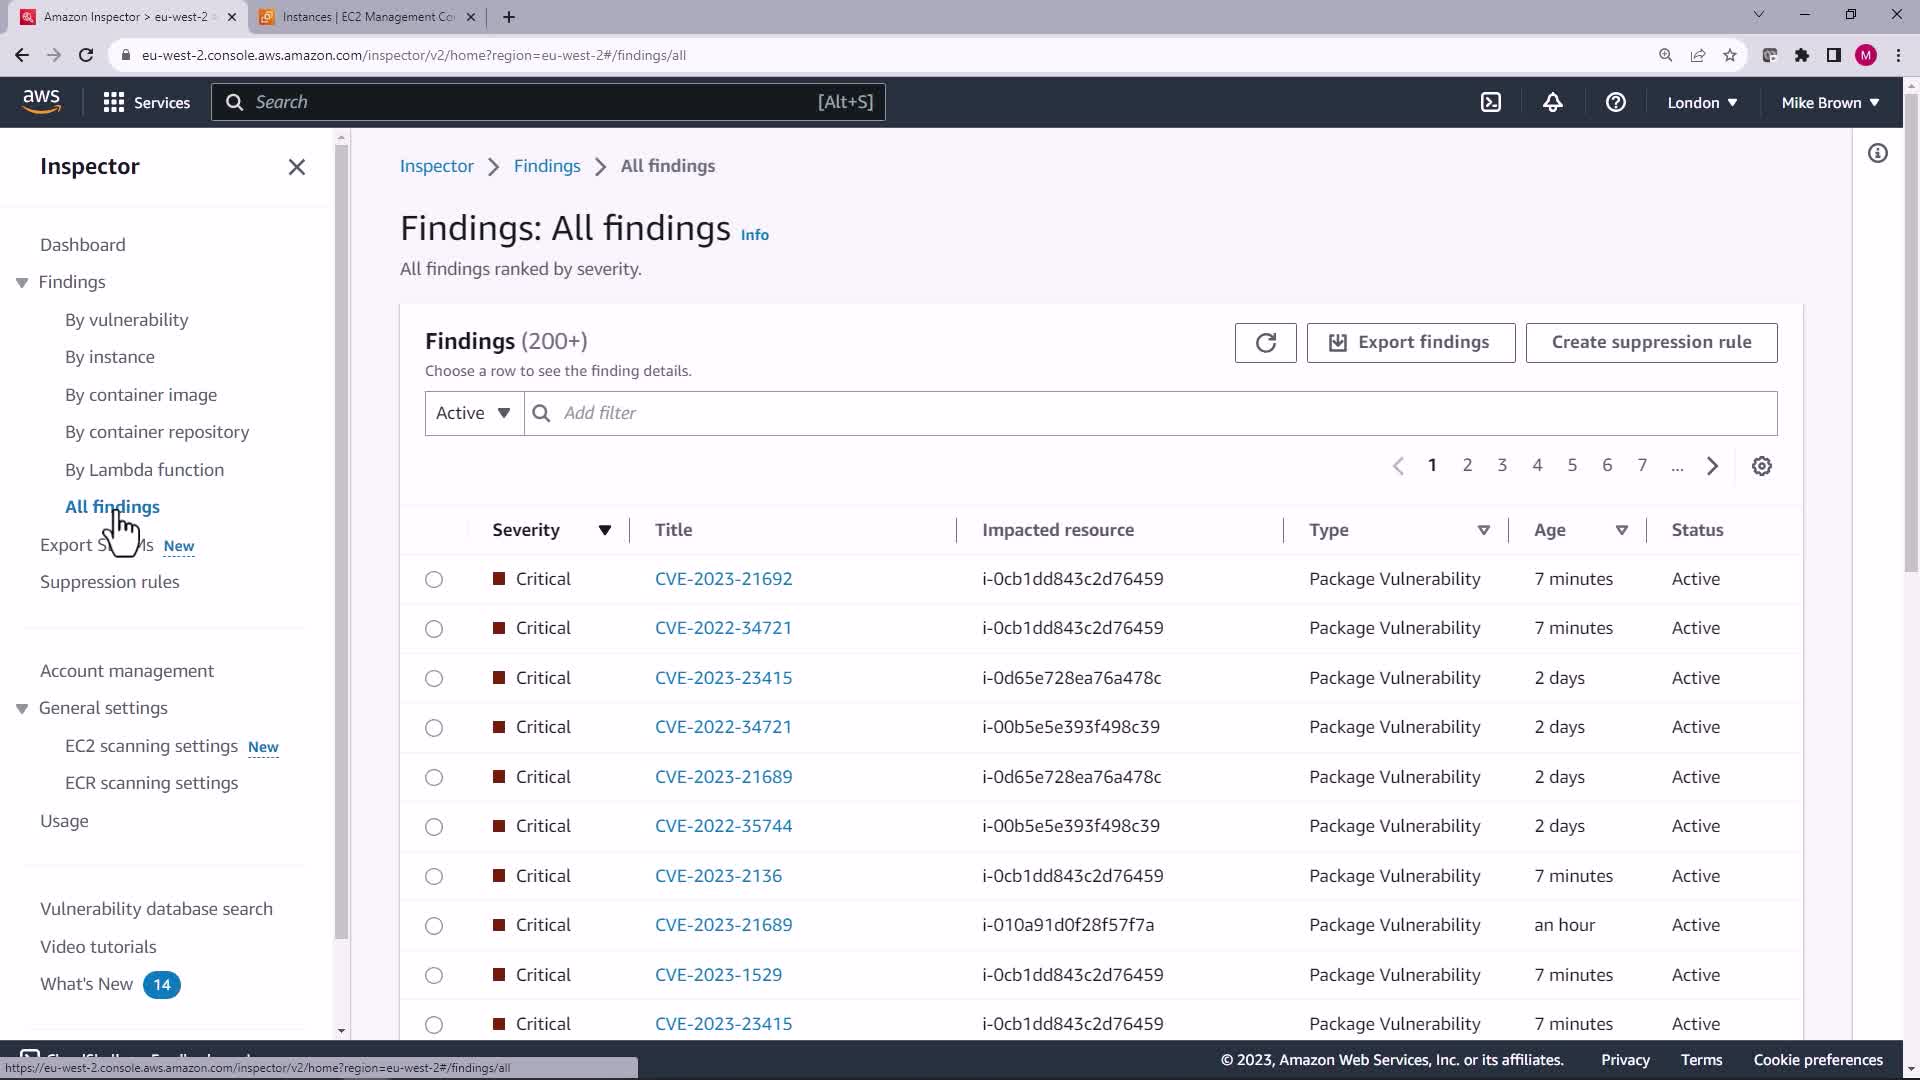 Amazon Inspector > eu-west-2
Instances | EC2 Management Co
eu-west-2.console.aws.amazon.com/inspector/v2/home?region=eu-west-2#/findings/all
M
aws
Services
Search
[Alt+S]
London
Mike Brown
Inspector
Dashboard
Findings
By vulnerability
By instance
By container image
By container repository
By Lambda function
All findings
Export New
Suppression rules
Account management
General settings
EC2 scanning settings New
ECR scanning settings
Usage
Vulnerability database search
Video tutorials
What's New 14
Inspector > Findings > All findings
Findings: All findings Info
All findings ranked by severity.
Findings (200+)
Choose a row to see the finding details.
Export findings
Create suppression rule
Active
Add filter
1 2 3 4 5 6 7 ...
Severity Title Impacted resource Type Age Status
Critical CVE-2023-21692 i-0cb1dd843c2d76459 Package Vulnerability 7 minutes Active
Critical CVE-2022-34721 i-0cb1dd843c2d76459 Package Vulnerability 7 minutes Active
Critical CVE-2023-23415 i-0d65e728ea76a478c Package Vulnerability 2 days Active
Critical CVE-2022-34721 i-00b5e5e393f498c39 Package Vulnerability 2 days Active
Critical CVE-2023-21689 i-0d65e728ea76a478c Package Vulnerability 2 days Active
Critical CVE-2022-35744 i-00b5e5e393f498c39 Package Vulnerability 2 days Active
Critical CVE-2023-2136 i-0cb1dd843c2d76459 Package Vulnerability 7 minutes Active
Critical CVE-2023-21689 i-010a91d0f28f57f7a Package Vulnerability an hour Active
Critical CVE-2023-1529 i-0cb1dd843c2d76459 Package Vulnerability 7 minutes Active
Critical CVE-2023-23415 i-0cb1dd843c2d76459 Package Vulnerability 7 minutes Active
© 2023, Amazon Web Services, Inc. or its affiliates. Privacy Terms Cookie preferences
https://eu-west-2.console.aws.amazon.com/inspector/v2/home?region=eu-west-2#/findings/all